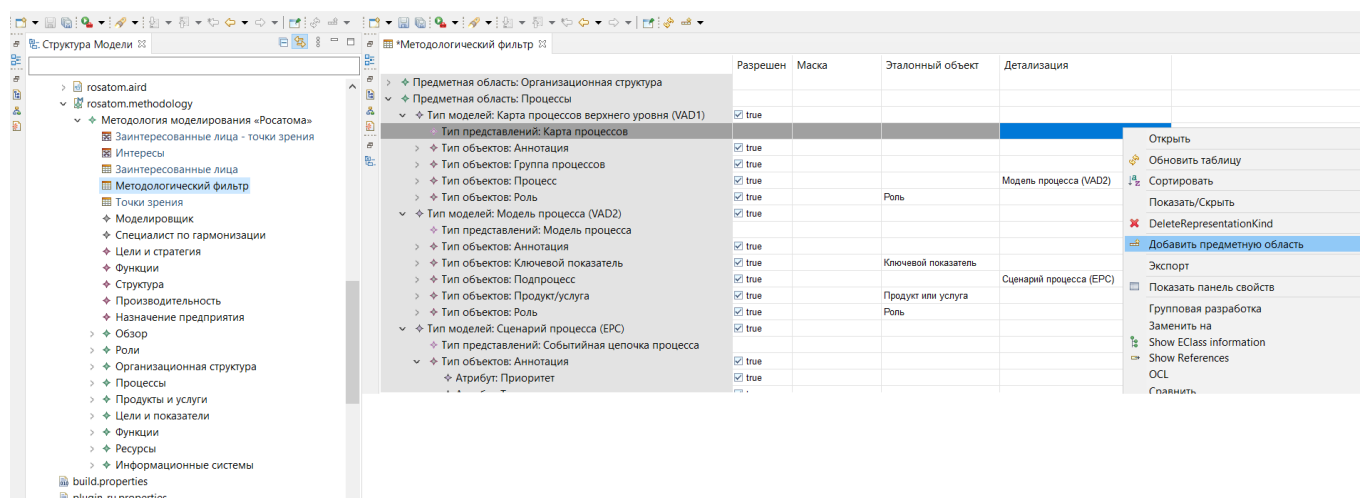 Структура Модели
rosatom.aird
rosatom.methodology
Методология моделирования «Росатома»
Заинтересованные лица - точки зрения
Интересы
Заинтересованные лица
Методологический фильтр
Точки зрения
Моделировщик
Специалист по гармонизации
Цели и стратегия
Функции
Структура
Производительность
Назначение предприятия
Обзор
Роли
Организационная структура
Процессы
Продукты и услуги
Цели и показатели
Функции
Ресурсы
Информационные системы
build.properties
plugin-ru.properties
*Методологический фильтр
Разрешен Маска Эталонный объект Детализация
Предметная область: Организационная структура
Предметная область: Процессы
Тип моделей: Карта процессов верхнего уровня (VAD1) true
Тип представлений: Карта процессов
Тип объектов: Аннотация true
Тип объектов: Группа процессов true
Тип объектов: Процесс true Модель процесса (VAD2)
Тип объектов: Роль true Роль
Тип моделей: Модель процесса (VAD2) true
Тип представлений: Модель процесса
Тип объектов: Аннотация true
Тип объектов: Ключевой показатель true Ключевой показатель
Тип объектов: Подпроцесс true Сценарий процесса (EPC)
Тип объектов: Продукт/услуга true Продукт или услуга
Тип объектов: Роль true Роль
Тип моделей: Сценарий процесса (EPC) true
Тип представлений: Событийная цепочка процесса
Тип объектов: Аннотация true
Атрибут: Приоритет true
Открыть
Обновить таблицу
Сортировать
Показать/Скрыть
DeleteRepresentationKind
Добавить предметную область
Экспорт
Показать панель свойств
Групповая разработка
Заменить на
Show EClass information
Show References
OCL
Сравнить